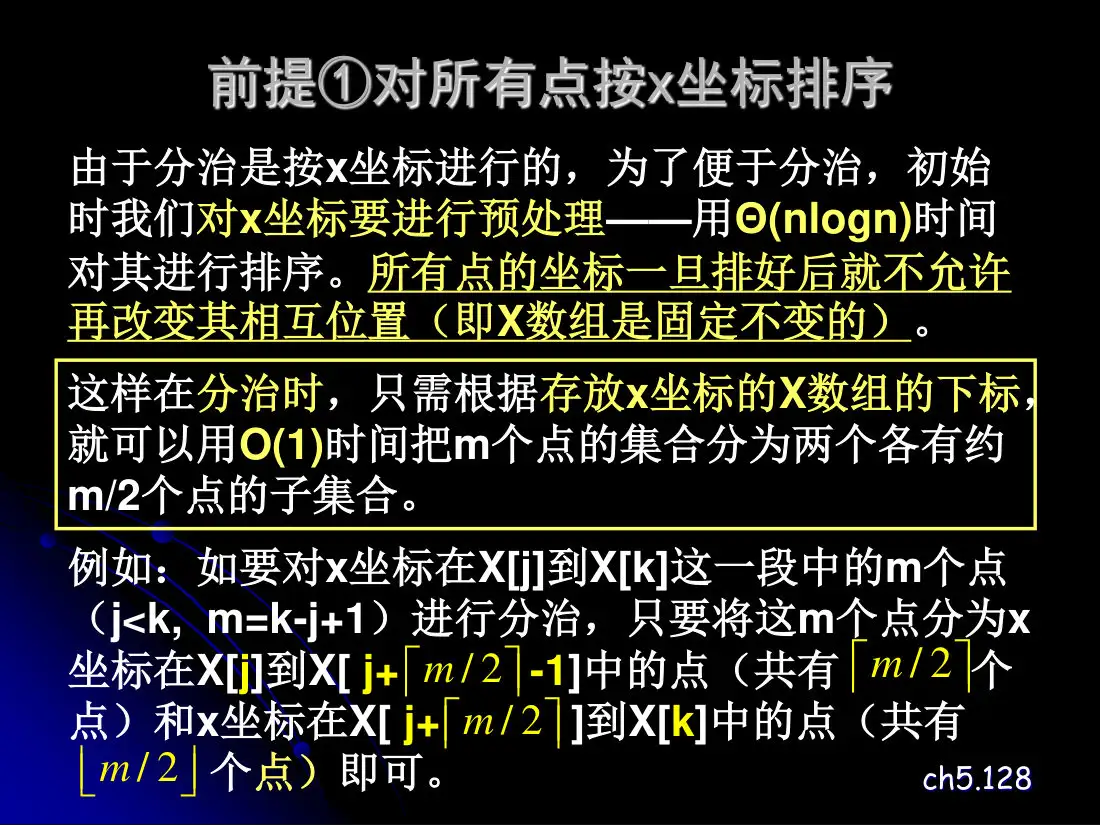 前提①对所有点按x坐标排序
由于分治是按x坐标进行的，为了便于分治，初始
时我们对x坐标要进行预处理——用Θ(nlogn)时间
对其进行排序。所有点的坐标一旦排好后就不允许
再改变其相互位置（即X数组是固定不变的）。
这样在分治时，只需根据存放x坐标的X数组的下标，
就可以用O(1)时间把m个点的集合分为两个各有约
m/2个点的子集合。
例如：如要对x坐标在X[j]到X[k]这一段中的m个点
（j<k, m=k-j+1）进行分治，只要将这m个点分为x
坐标在X[j]到X[ j+⌈m/2⌉-1]中的点（共有⌈m/2⌉个
点）和x坐标在X[ j+⌈m/2⌉]到X[k]中的点（共有
⌊m/2⌋个点）即可。
ch5.128